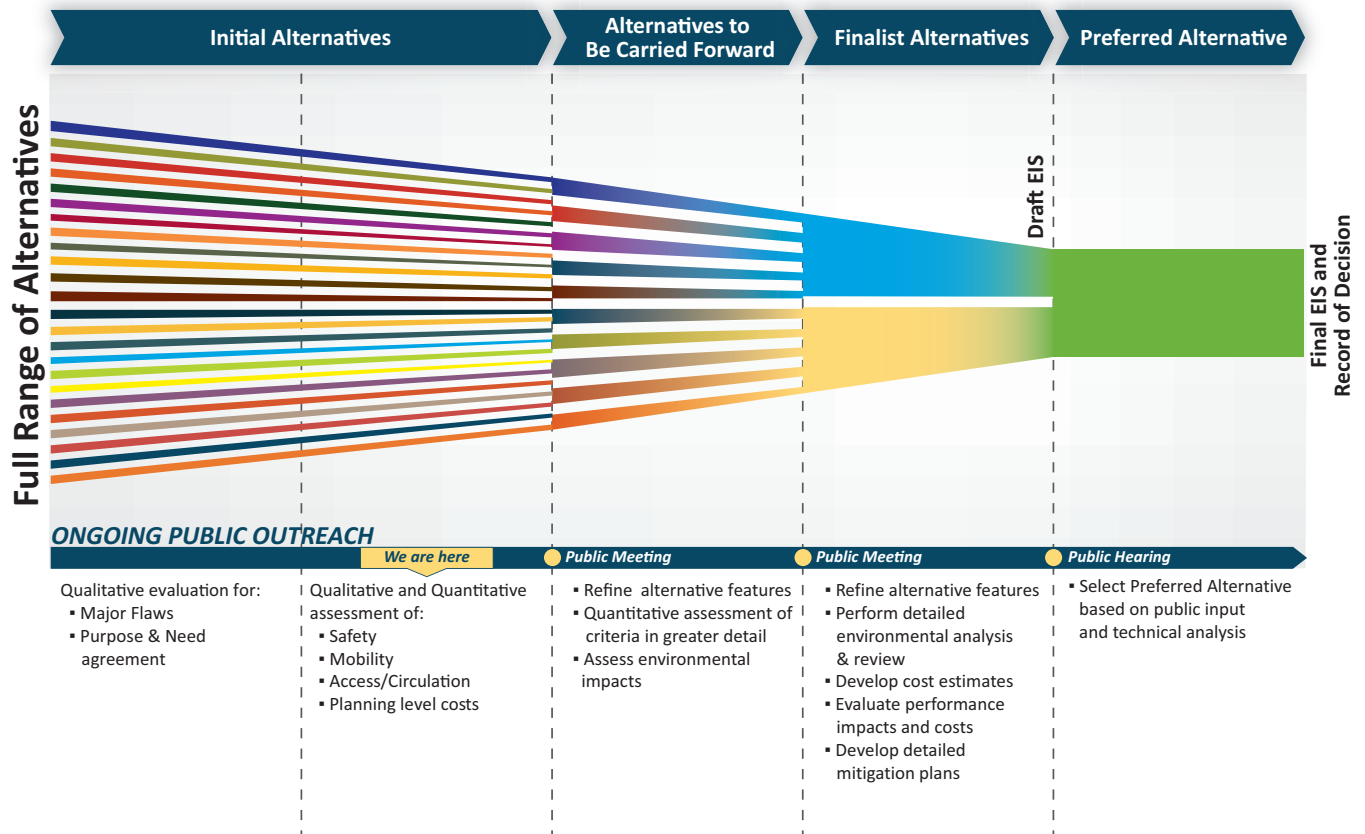 Initial Alternatives
Alternatives to
Be Carried Forward
Finalist Alternatives
Preferred Alternative
Full Range of Alternatives
Draft EIS
Final EIS and
Record of Decision
ONGOING PUBLIC OUTREACH
We are here
Public Meeting
Public Meeting
Public Hearing
Qualitative evaluation for:
▪ Major Flaws
▪ Purpose & Need
agreement
Qualitative and Quantitative
assessment of:
▪ Safety
▪ Mobility
▪ Access/Circulation
▪ Planning level costs
▪ Refine alternative features
▪ Quantitative assessment of
criteria in greater detail
▪ Assess environmental
impacts
▪ Refine alternative features
▪ Perform detailed
environmental analysis
& review
▪ Develop cost estimates
▪ Evaluate performance
impacts and costs
▪ Develop detailed
mitigation plans
▪ Select Preferred Alternative
based on public input
and technical analysis